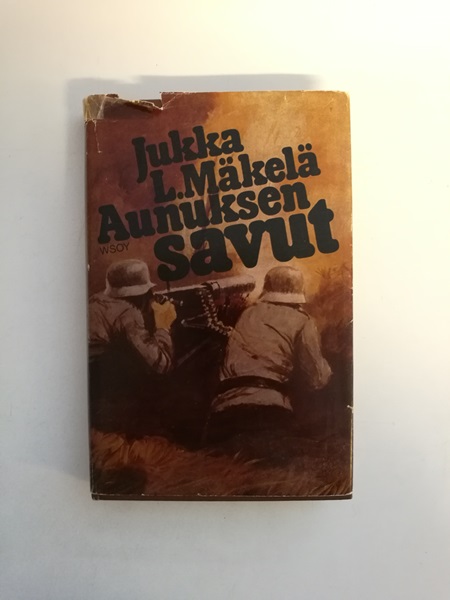 Jukka
L.Mäkelä
Aunuksen
savut
WSOY